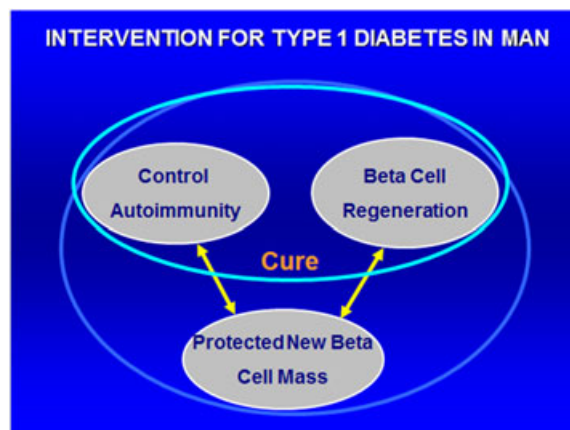 INTERVENTION FOR TYPE 1 DIABETES IN MAN
Control
Autoimmunity
Beta Cell
Regeneration
Cure
Protected New Beta
Cell Mass